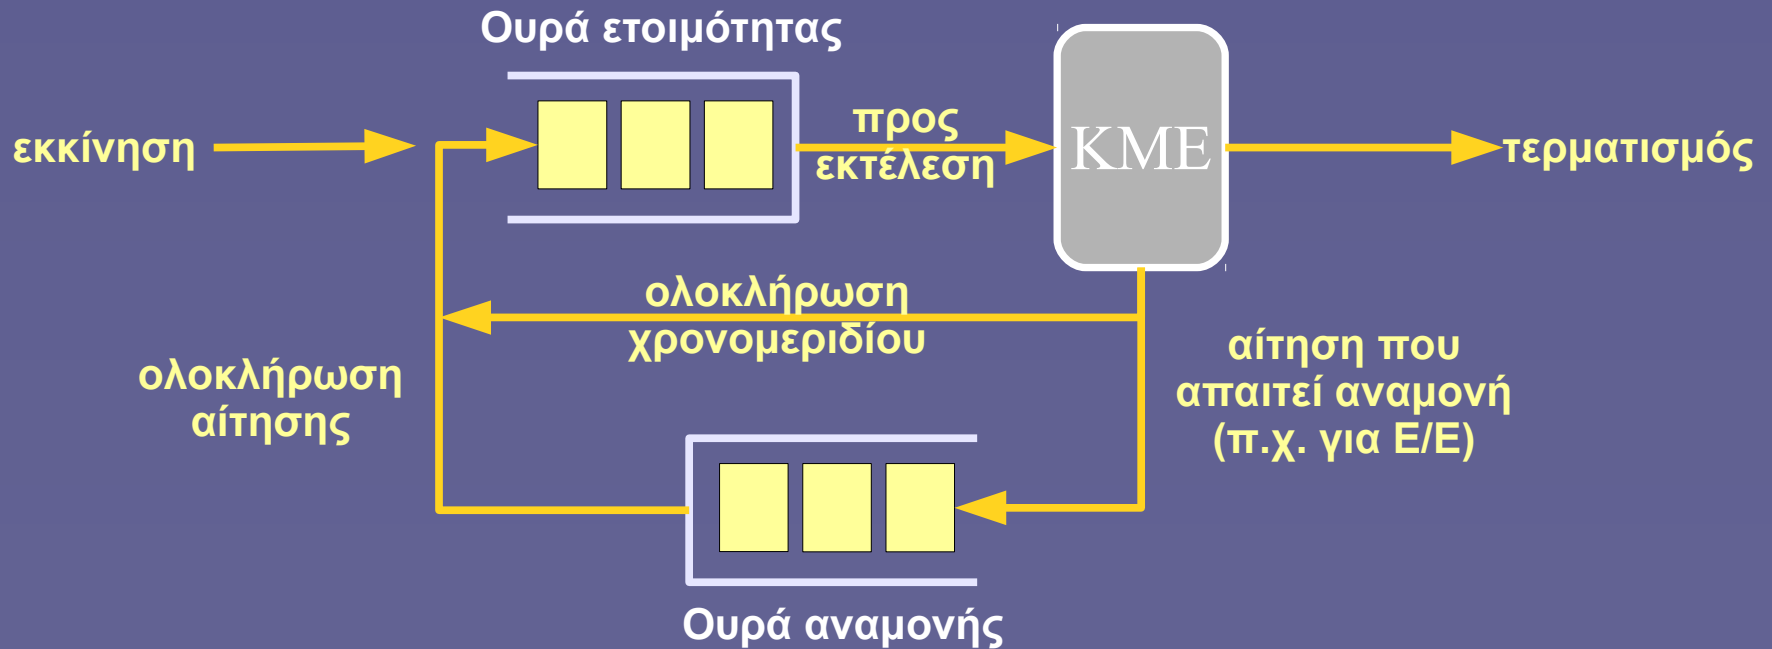 Ουρά ετοιμότητας
εκκίνηση
προς
εκτέλεση
ΚΜΕ
τερματισμός
ολοκλήρωση
χρονομεριδίου
ολοκλήρωση
αίτησης
αίτηση που
απαιτεί αναμονή
(π.χ. για Ε/Ε)
Ουρά αναμονής